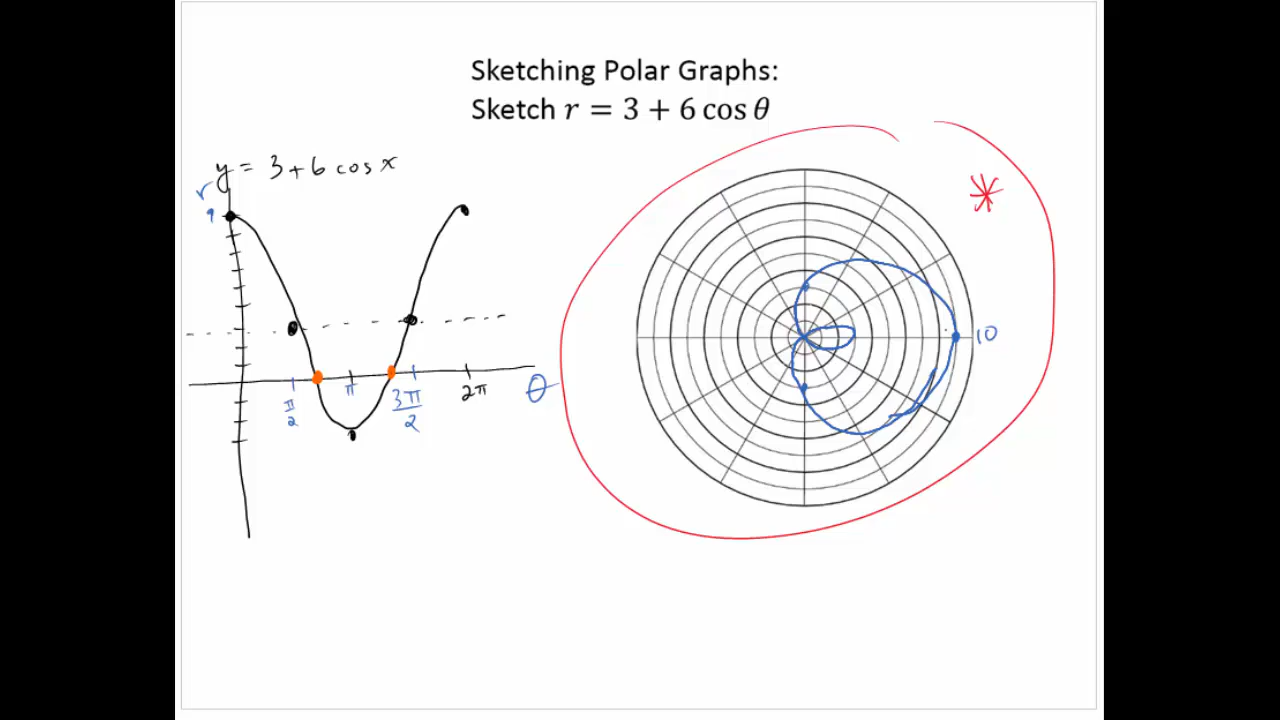 Sketching Polar Graphs:
Sketch r = 3 + 6 cos θ
y = 3+6 cos x
r
9
10
π/2
π
3π/2
2π
θ